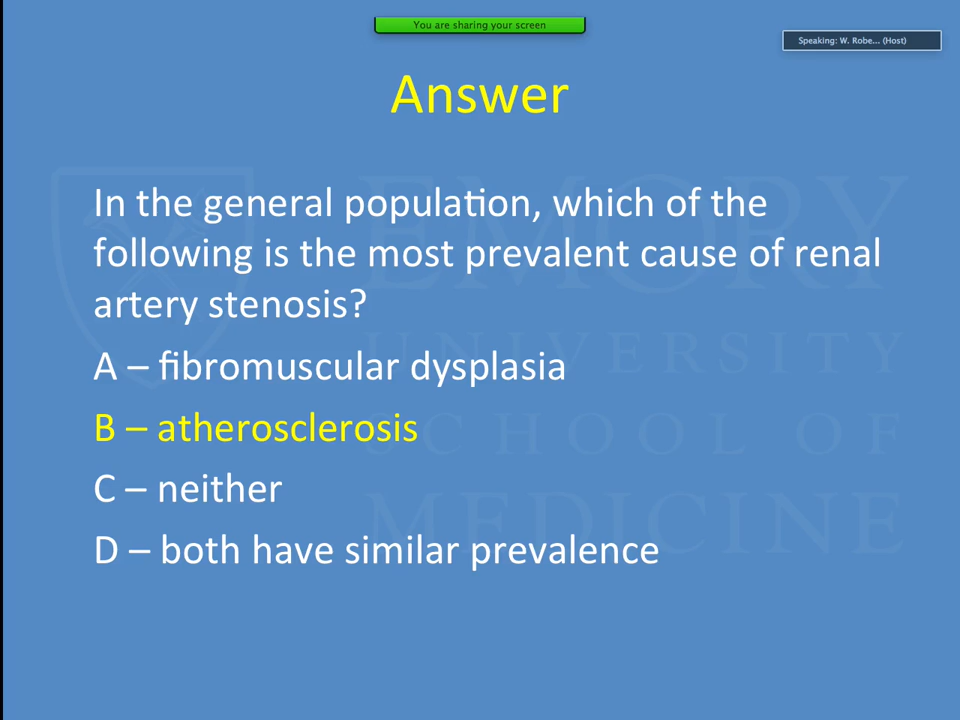 You are sharing your screen
Speaking: W. Robe... (Host)
Answer
In the general population, which of the
following is the most prevalent cause of renal
artery stenosis?
A – fibromuscular dysplasia
B – atherosclerosis
C – neither
D – both have similar prevalence
EMORY
UNIVERSITY
SCHOOL OF
MEDICINE